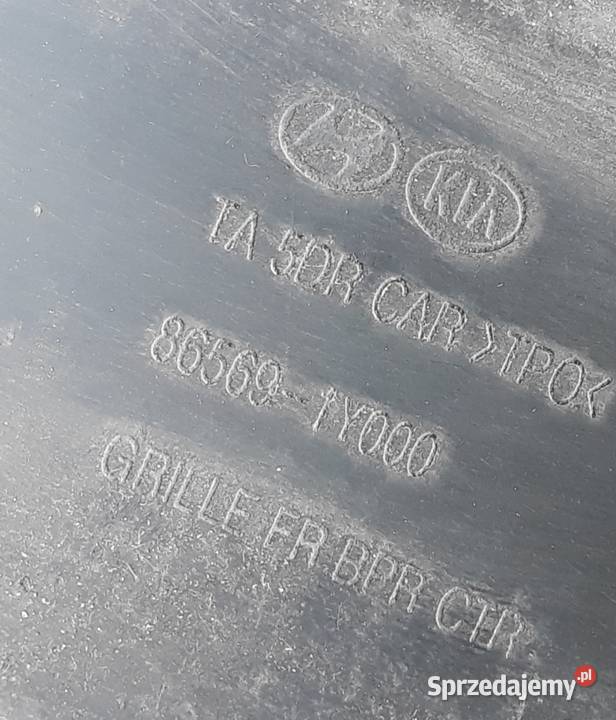 KIA
TA 5DR CAR >TPO<
86569-1Y000
GRILLE FR BPR CTR
Sprzedajemy.pl